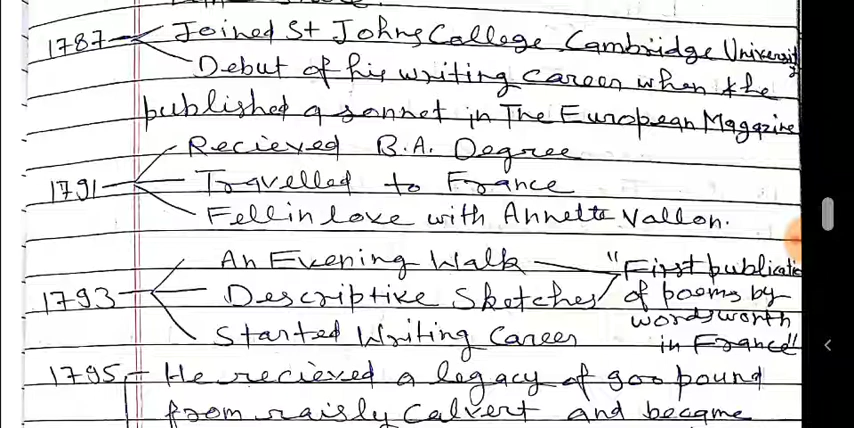 1787 - Joined St Johns College Cambridge University
Debut of his writing career when the
published a sonnet in The European Magazine
Recieved B.A. Degree
1791 - Travelled to France
Fell in love with Annette Vallon.
An Evening Walk "First publicatio
1793 - Descriptive Sketches of poems by
wordsworth
Started Writing Career in France"
1795 - He recieved a legacy of 900 pound
from raisly Calvert and became